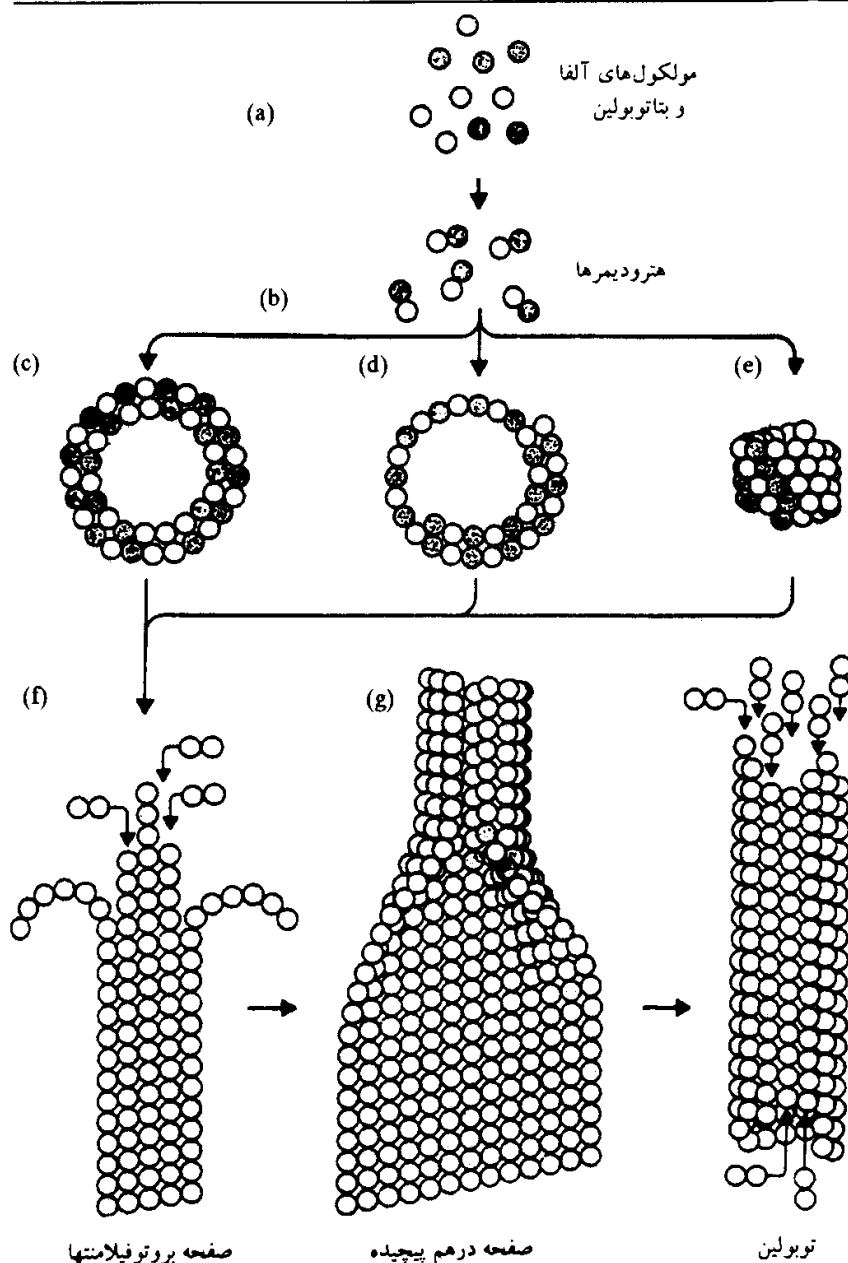 مولکول‌های آلفا
و بتاتوبولین
(a)
هترودیمرها
(b)
(c)
(d)
(e)
(f)
(g)
صفحه پروتوفیلامنتها
صفحه درهم پیچیده
توبولین